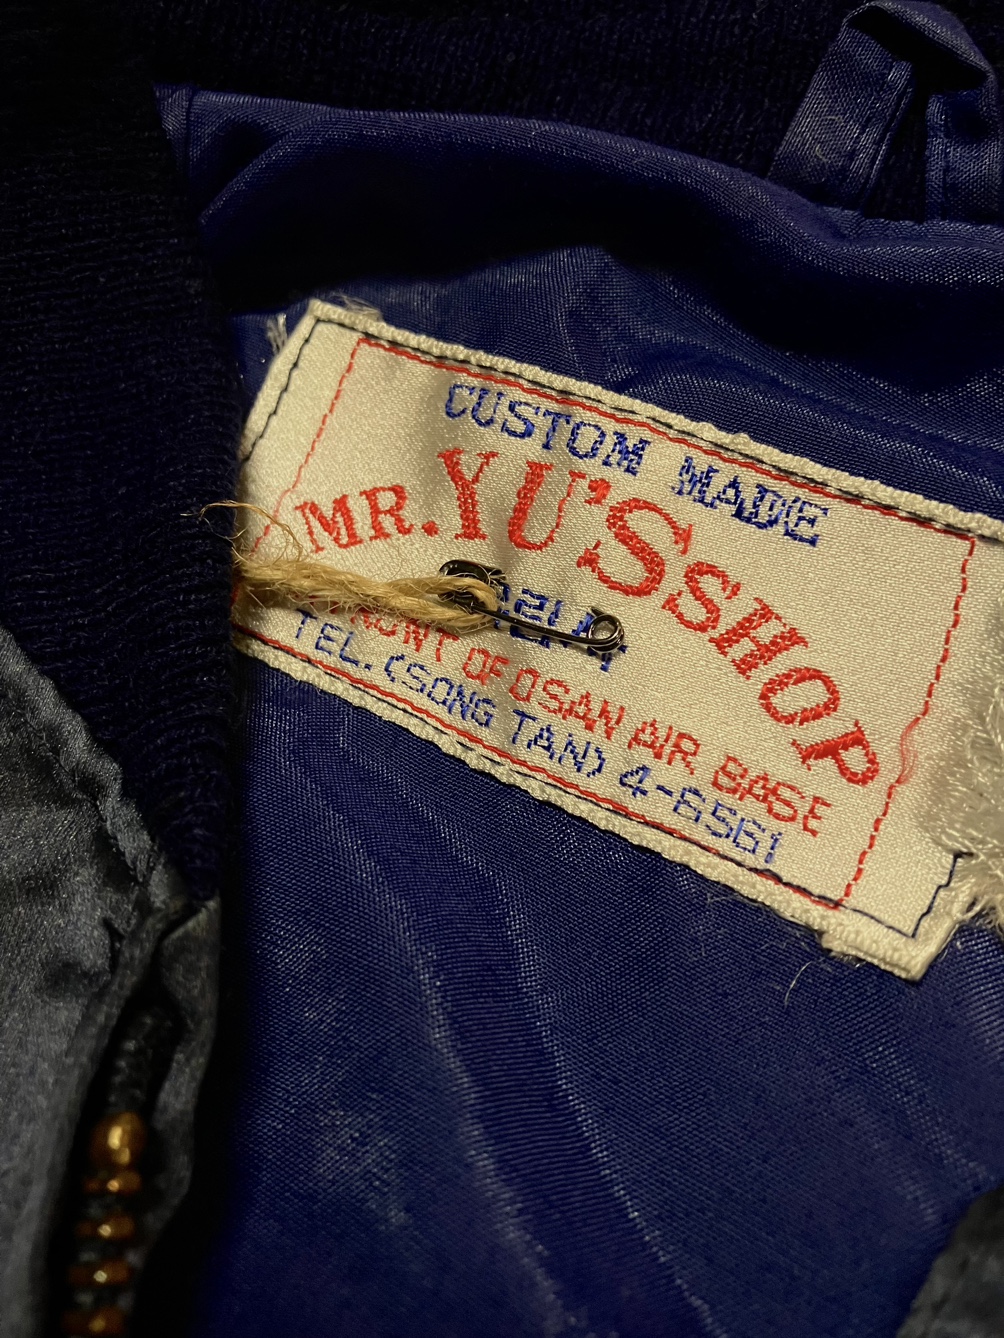 CUSTOM MADE
MR. YU'S SHOP
FRONT OF OSAN AIR BASE
TEL. (SONG TAN) 4-6561